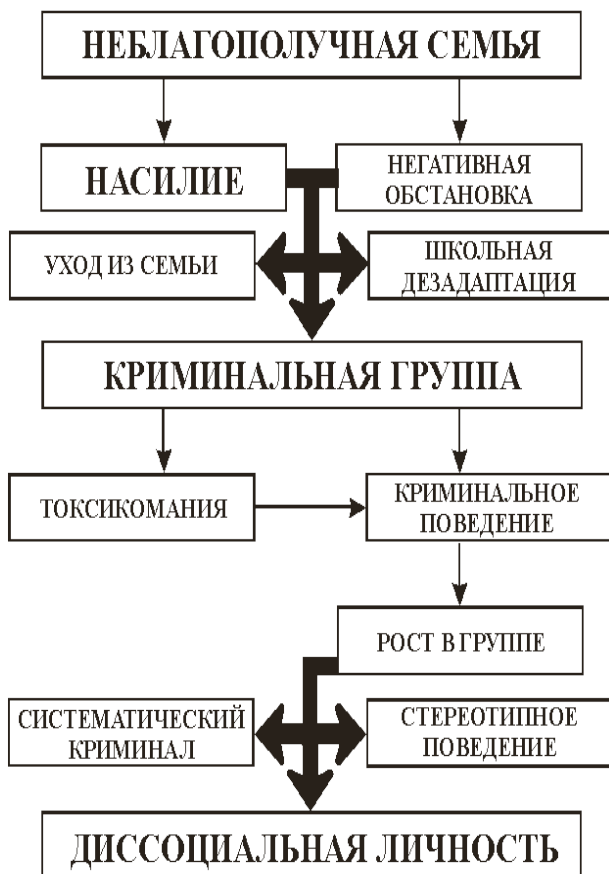 НЕБЛАГОПОЛУЧНАЯ СЕМЬЯ
НАСИЛИЕ
НЕГАТИВНАЯ
ОБСТАНОВКА
УХОД ИЗ СЕМЬИ
ШКОЛЬНАЯ
ДЕЗАДАПТАЦИЯ
КРИМИНАЛЬНАЯ ГРУППА
ТОКСИКОМАНИЯ
КРИМИНАЛЬНОЕ
ПОВЕДЕНИЕ
РОСТ В ГРУППЕ
СИСТЕМАТИЧЕСКИЙ
КРИМИНАЛ
СТЕРЕОТИПНОЕ
ПОВЕДЕНИЕ
ДИССОЦИАЛЬНАЯ ЛИЧНОСТЬ